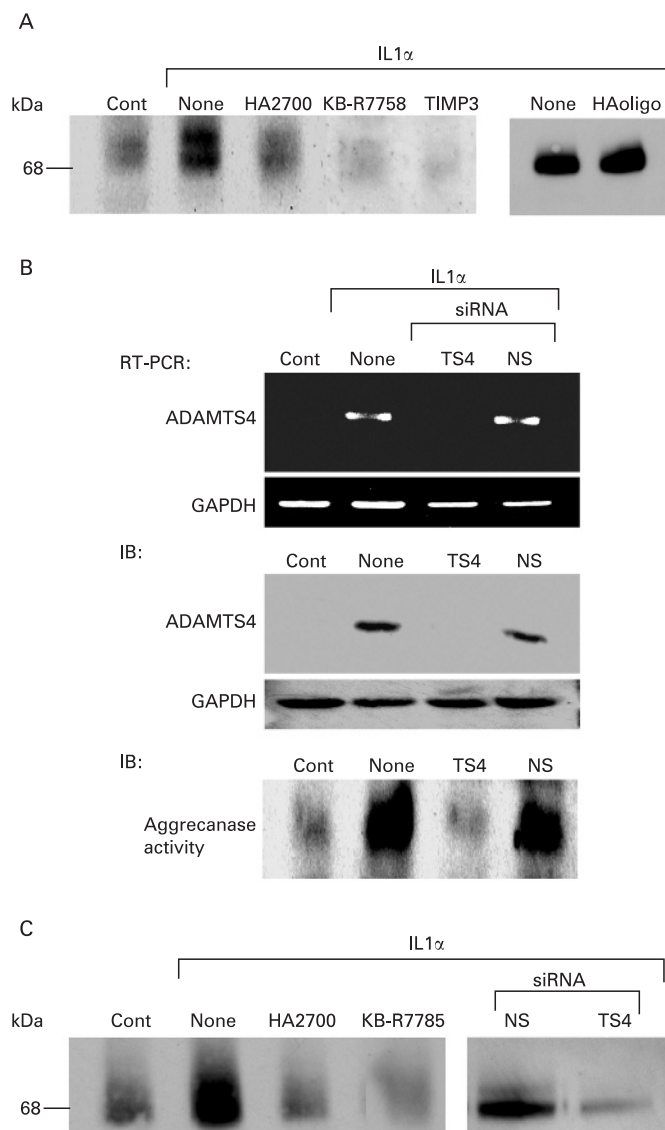 A
IL1α
kDa Cont None HA2700 KB-R7758 TIMP3 None HAoligo
68
B
IL1α
siRNA
RT-PCR: Cont None TS4 NS
ADAMTS4
GAPDH
IB: Cont None TS4 NS
ADAMTS4
GAPDH
IB: Cont None TS4 NS
Aggrecanase
activity
C
IL1α
siRNA
kDa Cont None HA2700 KB-R7785 NS TS4
68